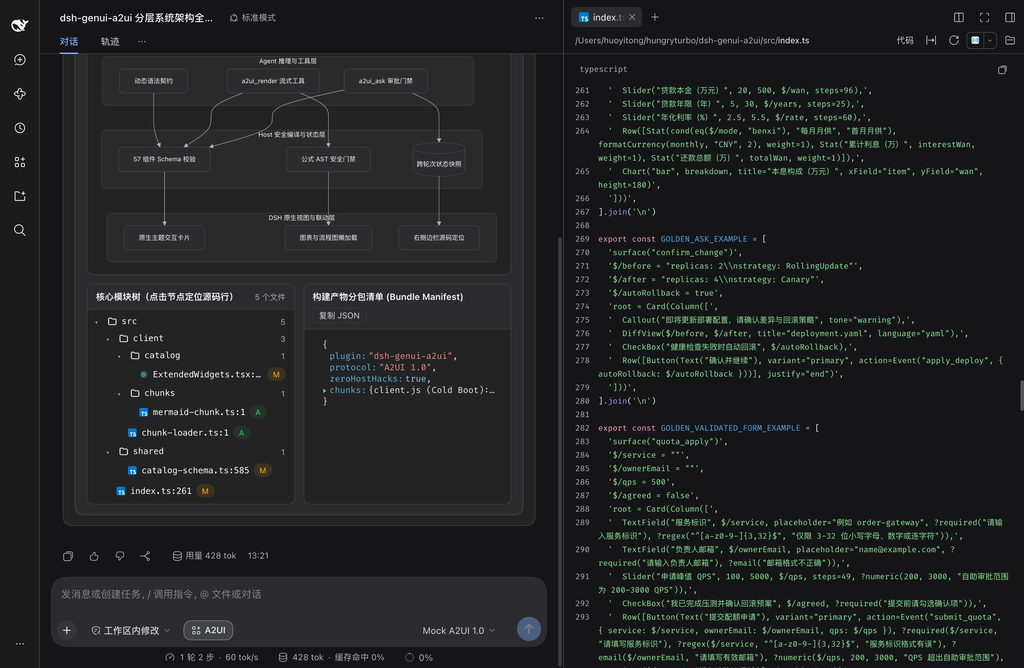 dsh-genui-a2ui 分层系统架构全...
标准模式
对话
轨迹
Agent 推理与工具层
动态语法契约
a2ui_render 流式工具
a2ui_ask 审批门禁
Host 安全编译与状态层
57 组件 Schema 校验
公式 AST 安全门禁
跨轮次状态快照
DSH 原生视图与联动层
原生主题交互卡片
图表与流程图懒加载
右侧边栏源码定位
核心模块树（点击节点定位源码行）
5 个文件
src
5
client
3
catalog
1
ExtendedWidgets.tsx:…
M
chunks
1
mermaid-chunk.ts:1
A
chunk-loader.ts:1
A
shared
1
catalog-schema.ts:585
M
index.ts:261
M
构建产物分包清单 (Bundle Manifest)
复制 JSON
{
plugin: "dsh-genui-a2ui",
protocol: "A2UI 1.0",
zeroHostHacks: true,
chunks: {client.js (Cold Boot):…
}
用量 428 tok
13:21
发消息或创建任务, / 调用指令, @ 文件或对话
工作区内修改
A2UI
Mock A2UI 1.0
1 轮 2 步 · 60 tok/s
428 tok · 缓存命中 0%
0%
index.t
/Users/huoyitong/hungryturbo/dsh-genui-a2ui/src/index.ts
代码
typescript
261 '  Slider("贷款本金（万元）", 20, 500, $/wan, steps=96),',
262 '  Slider("贷款年限（年）", 5, 30, $/years, steps=25),',
263 '  Slider("年化利率（%）", 2.5, 5.5, $/rate, steps=60),',
264 '  Row([Stat(cond(eq($/mode, "benxi"), "每月月供", "首月月供"),
formatCurrency(monthly, "CNY", 2), weight=1), Stat("累计利息（万）", interestWan,
weight=1), Stat("还款总额（万）", totalWan, weight=1)]),',
265 '  Chart("bar", breakdown, title="本息构成（万元）", xField="item", yField="wan",
height=180)',
266 ']))',
267 ].join('\n')
268
269 export const GOLDEN_ASK_EXAMPLE = [
270 'surface("confirm_change")',
271 '$/before = "replicas: 2\\nstrategy: RollingUpdate"',
272 '$/after = "replicas: 4\\nstrategy: Canary"',
273 '$/autoRollback = true',
274 'root = Card(Column([',
275 '  Callout("即将更新部署配置，请确认差异与回滚策略", tone="warning"),',
276 '  DiffView($/before, $/after, title="deployment.yaml", language="yaml"),',
277 '  CheckBox("健康检查失败时自动回滚", $/autoRollback),',
278 '  Row([Button(Text("确认并继续"), variant="primary", action=Event("apply_deploy", {
autoRollback: $/autoRollback }))], justify="end")',
279 ']))',
280 ].join('\n')
281
282 export const GOLDEN_VALIDATED_FORM_EXAMPLE = [
283 'surface("quota_apply")',
284 '$/service = ""',
285 '$/ownerEmail = ""',
286 '$/qps = 500',
287 '$/agreed = false',
288 'root = Card(Column([',
289 '  TextField("服务标识", $/service, placeholder="例如 order-gateway", ?required("请输
入服务标识"), ?regex("^[a-z0-9-]{3,32}$", "仅限 3-32 位小写字母、数字或连字符")),',
290 '  TextField("负责人邮箱", $/ownerEmail, placeholder="name@example.com", ?
required("请输入负责人邮箱"), ?email("邮箱格式不正确")),',
291 '  Slider("申请峰值 QPS", 100, 5000, $/qps, steps=49, ?numeric(200, 3000, "自助审批范围
为 200-3000 QPS")),',
292 '  CheckBox("我已完成压测并确认回滚预案", $/agreed, ?required("提交前请勾选确认项")),',
293 '  Row([Button(Text("提交配额申请"), variant="primary", action=Event("submit_quota",
{ service: $/service, ownerEmail: $/ownerEmail, qps: $/qps }), ?required($/service,
"请填写服务标识"), ?regex($/service, "^[a-z0-9-]{3,32}$", "服务标识格式有误"), ?
email($/ownerEmail, "请填写有效邮箱"), ?numeric($/qps, 200, 3000, "QPS 超出自助审批范围"),